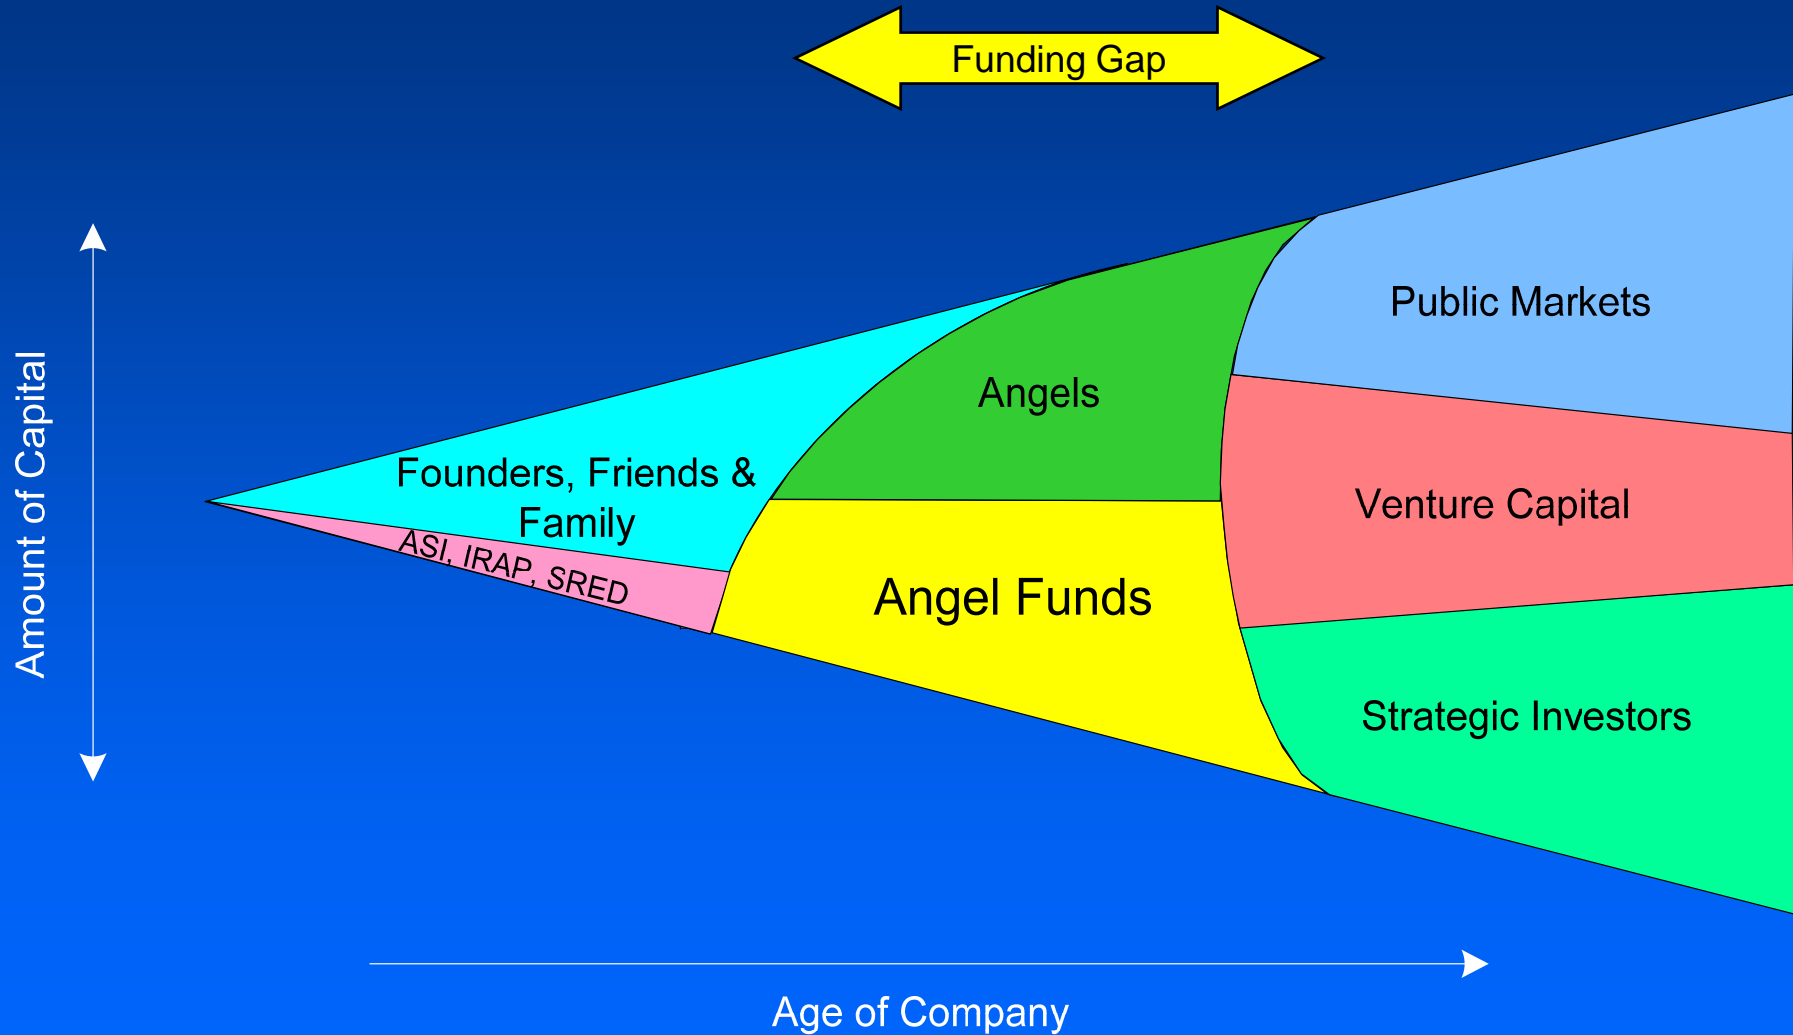 Funding Gap
Public Markets
Angels
Amount of Capital
Founders, Friends &
Family
Venture Capital
ASI, IRAP, SRED
Angel Funds
Strategic Investors
Age of Company